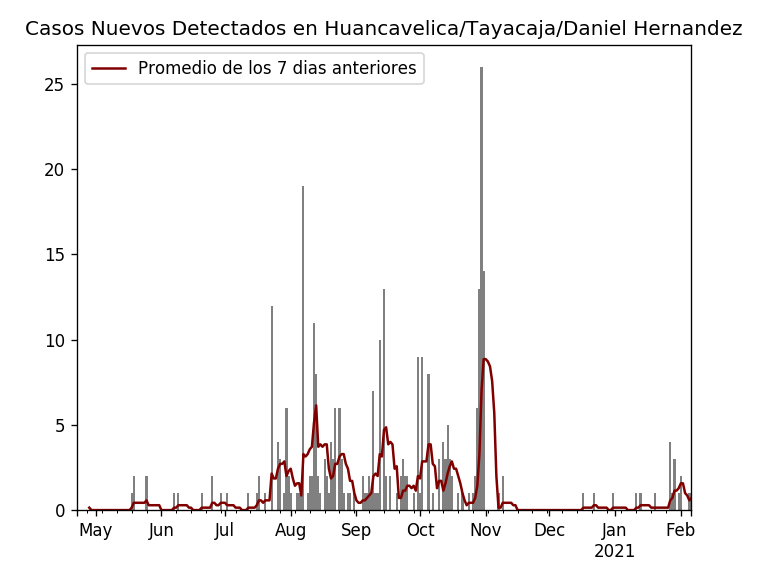 Casos Nuevos Detectados en Huancavelica/Tayacaja/Daniel Hernandez
Promedio de los 7 dias anteriores
25
20
15
10
5
0
May Jun Jul Aug Sep Oct Nov Dec Jan Feb
2021